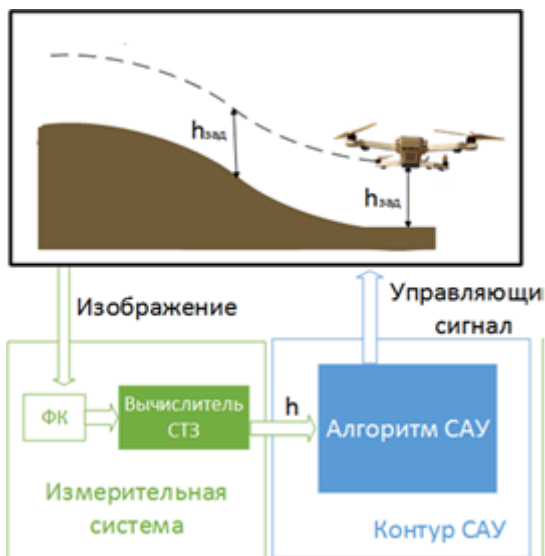 hзад
hзад
Изображение
Управляющи
сигнал
ФК
Вычислитель
СТЗ
h
Алгоритм САУ
Измерительная
система
Контур САУ